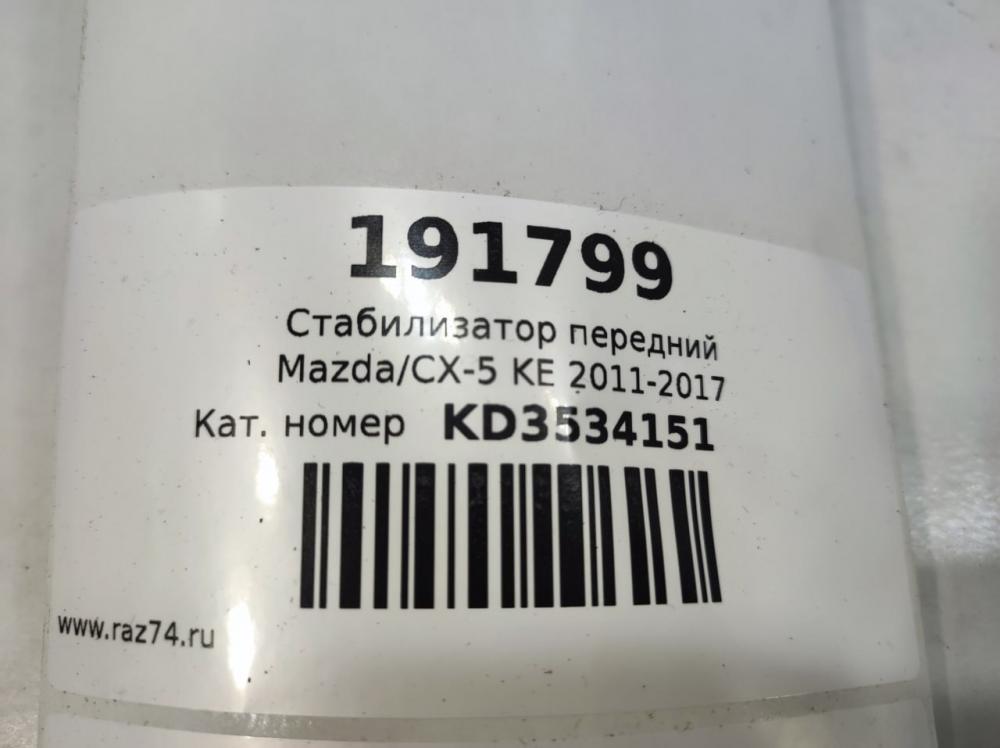 191799
Стабилизатор передний
Mazda/CX-5 KE 2011-2017
Кат. номер KD3534151
www.raz74.ru